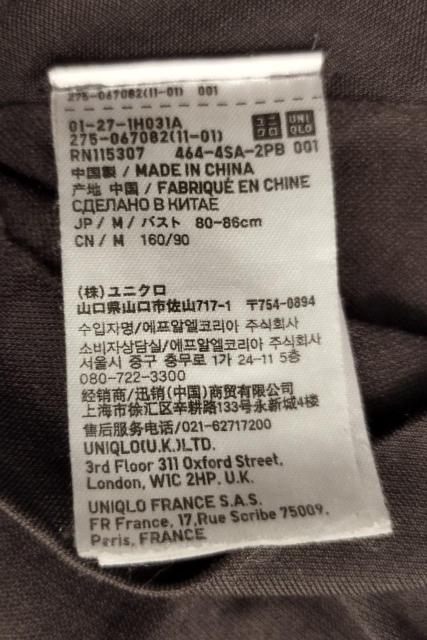 275-067082(11-01) 001
01-27-1H031A
ユニクロ UNIQLO
275-067082(11-01)
RN115307 464-4SA-2PB 001
中国製 / MADE IN CHINA
产地 中国 / FABRIQUÉ EN CHINE
СДЕЛАНО В КИТАЕ
JP / M / バスト 80-86cm
CN / M 160/90
(株)ユニクロ
山口県山口市佐山717-1 〒754-0894
수입자명/에프알엘코리아 주식회사
소비자상담실/에프알엘코리아 주식회사
서울시 중구 충무로 1가 24-11 5층
080-722-3300
经销商/迅销(中国)商贸有限公司
上海市徐汇区辛耕路133号永新城4楼
售后服务电话/021-62717200
UNIQLO(U.K.)LTD.
3rd Floor 311 Oxford Street,
London, W1C 2HP. U.K.
UNIQLO FRANCE S.A.S.
FR France, 17,Rue Scribe 75009.
Paris, FRANCE